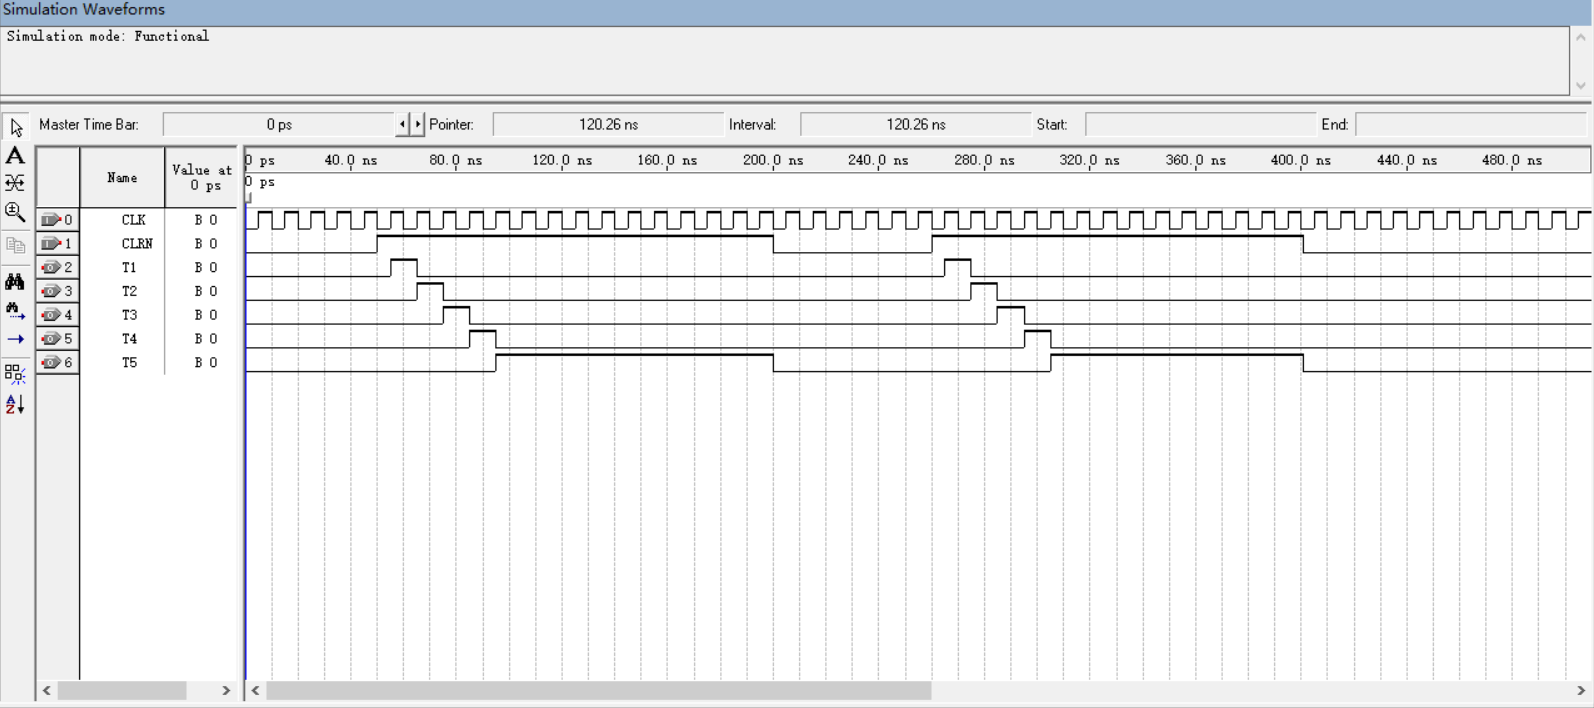 Simulation Waveforms
Simulation mode: Functional
Master Time Bar: 0 ps Pointer: 120.26 ns Interval: 120.26 ns Start: End:
Name Value at 0 ps
0 ps 40.0 ns 80.0 ns 120.0 ns 160.0 ns 200.0 ns 240.0 ns 280.0 ns 320.0 ns 360.0 ns 400.0 ns 440.0 ns 480.0 ns
0 ps
0 CLK B 0
1 CLRN B 0
2 T1 B 0
3 T2 B 0
4 T3 B 0
5 T4 B 0
6 T5 B 0